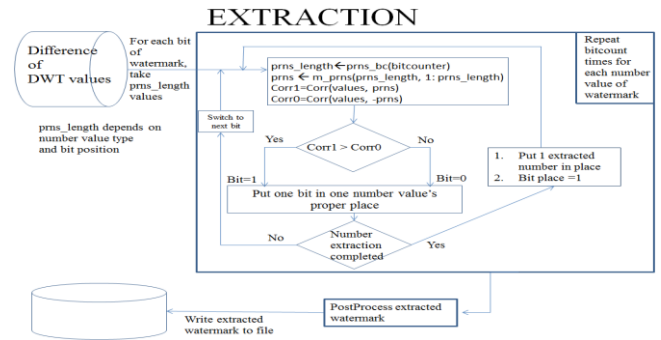 EXTRACTION
Difference
of
DWT values
For each bit
of
watermark,
take
prns_length
values
prns_length depends on
number value type
and bit position
Switch to
next bit
prns_length←prns_bc(bitcounter)
prns ← m_prns(prns_length, 1: prns_length)
Corr1=Corr(values, prns)
Corr0=Corr(values, -prns)
Repeat
bitcount
times for
each number
value of
watermark
Yes
Corr1 > Corr0
No
Bit=1
Bit=0
Put one bit in one number value's
proper place
1. Put 1 extracted
number in place
2. Bit place =1
No
Number
extraction
completed
Yes
PostProcess extracted
watermark
Write extracted
watermark to file